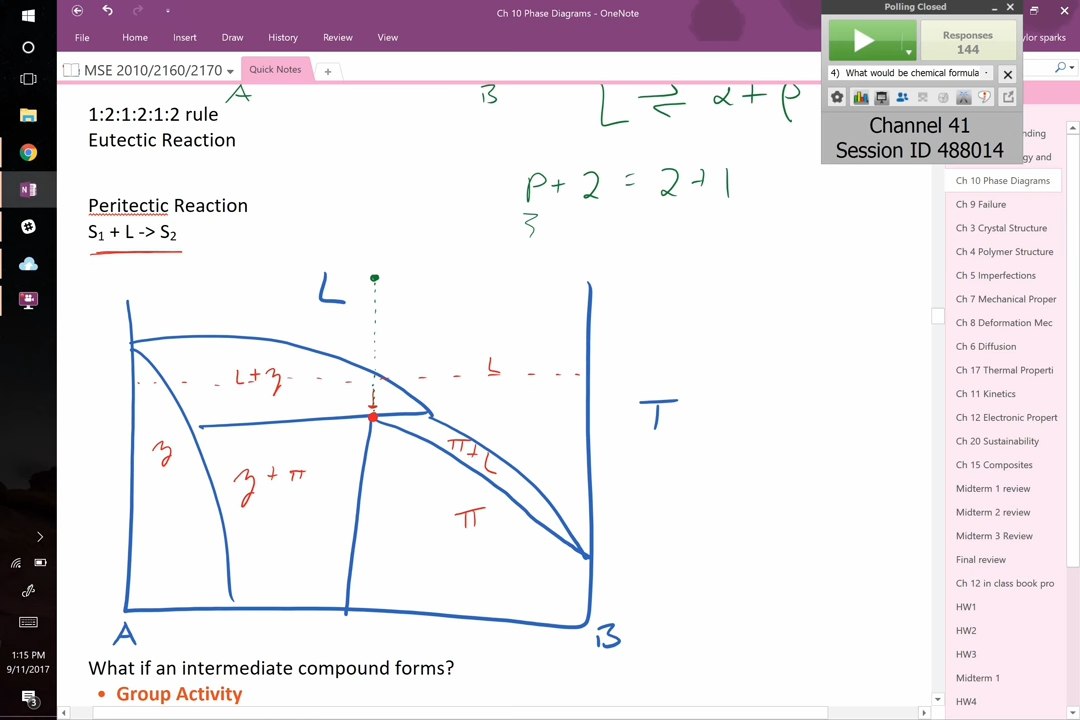 Ch 10 Phase Diagrams - OneNote
Polling Closed
File Home Insert Draw History Review View
Responses
144
MSE 2010/2160/2170
Quick Notes
4) What would be chemical formula
A B
L ⇌ α + β
1:2:1:2:1:2 rule
Eutectic Reaction
Channel 41
Session ID 488014
P + 2 = 2 + 1
3
Peritectic Reaction
S₁ + L -> S₂
L
L+z
L
T
z
z + π
π+L
π
A
B
What if an intermediate compound forms?
• Group Activity
Ch 10 Phase Diagrams
Ch 9 Failure
Ch 3 Crystal Structure
Ch 4 Polymer Structure
Ch 5 Imperfections
Ch 7 Mechanical Proper
Ch 8 Deformation Mec
Ch 6 Diffusion
Ch 17 Thermal Properti
Ch 11 Kinetics
Ch 12 Electronic Propert
Ch 20 Sustainability
Ch 15 Composites
Midterm 1 review
Midterm 2 review
Midterm 3 Review
Final review
Ch 12 in class book pro
HW1
HW2
HW3
Midterm 1
HW4
1:15 PM
9/11/2017
3